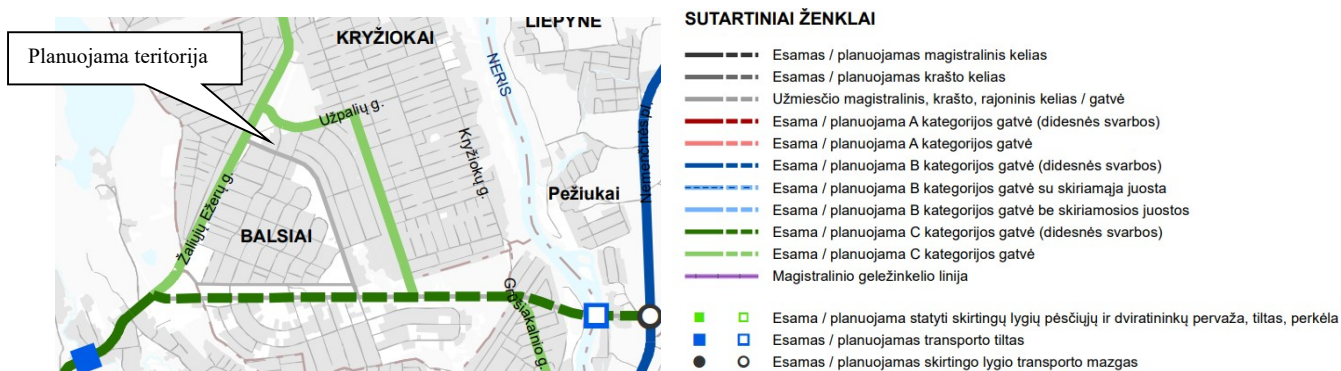 Planuojama teritorija
LIEPYNĖ
KRYŽIOKAI
NERIS
Užpalių g.
Kryžiokų g.
Nemenčinės pl.
Pežiukai
Žaliųjų Ežerų g.
BALSIAI
Gršiakalnio g.
SUTARTINIAI ŽENKLAI
Esamas / planuojamas magistralinis kelias
Esamas / planuojamas krašto kelias
Užmiesčio magistralinis, krašto, rajoninis kelias / gatvė
Esama / planuojama A kategorijos gatvė (didesnės svarbos)
Esama / planuojama A kategorijos gatvė
Esama / planuojama B kategorijos gatvė (didesnės svarbos)
Esama / planuojama B kategorijos gatvė su skiriamąja juosta
Esama / planuojama B kategorijos gatvė be skiriamosios juostos
Esama / planuojama C kategorijos gatvė (didesnės svarbos)
Esama / planuojama C kategorijos gatvė
Magistralinio geležinkelio linija
Esama / planuojama statyti skirtingų lygių pėsčiųjų ir dviratininkų pervaža, tiltas, perkėla
Esamas / planuojamas transporto tiltas
Esamas / planuojamas skirtingo lygio transporto mazgas